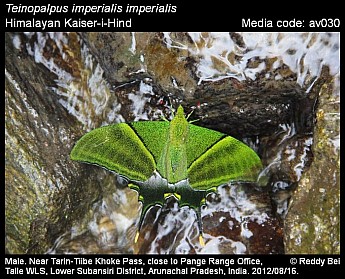 Teinopalpus imperialis imperialis
Himalayan Kaiser-i-Hind
Media code: av030
Male. Near Tarin-Tiibe Khoke Camp, close to Pange Range Office,
Talle WLS, Lower Subansiri District, Arunachal Pradesh, India. 2012/08/16.
© Reddy Bei